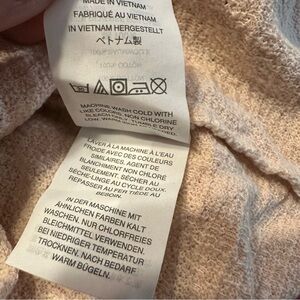 MADE IN VIETNAM
FABRIQUÉ AU VIETNAM
IN VIETNAM HERGESTELLT
ベトナム製
MACHINE WASH COLD WITH
LIKE COLORS. NON CHLORINE
LAVER À LA MACHINE À L'EAU
FROIDE AVEC DES COULEURS
SIMILAIRES. AGENT DE
BLANCHIMENT NON CHLORÉ
SEULEMENT. SÉCHER AU
SÈCHE-LINGE AU CYCLE DOUX.
REPASSER AU FER TIÈDE AU
BESOIN.
IN DER MASCHINE MIT
ÄHNLICHEN FARBEN KALT
WASCHEN. NUR CHLORFREIES
BLEICHMITTEL VERWENDEN.
BEI NIEDRIGER TEMPERATUR
TROCKNEN. NACH BEDARF
WARM BÜGELN.